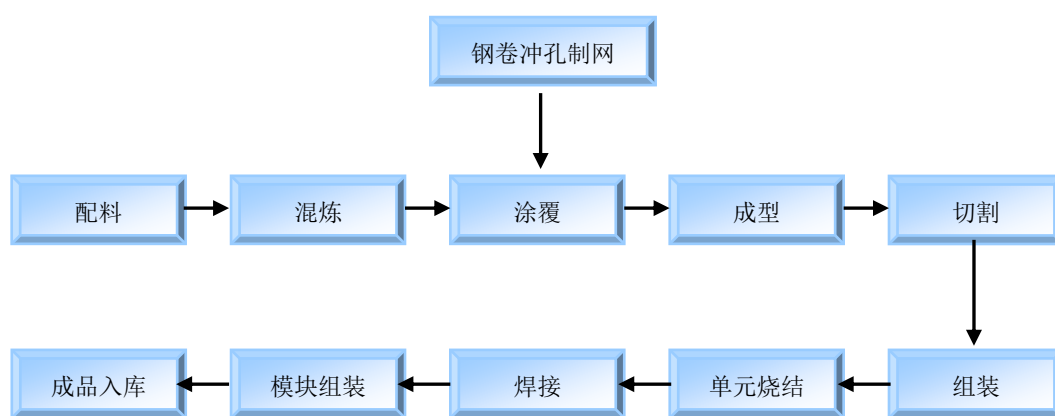 钢卷冲孔制网
配料
混炼
涂覆
成型
切割
成品入库
模块组装
焊接
单元烧结
组装